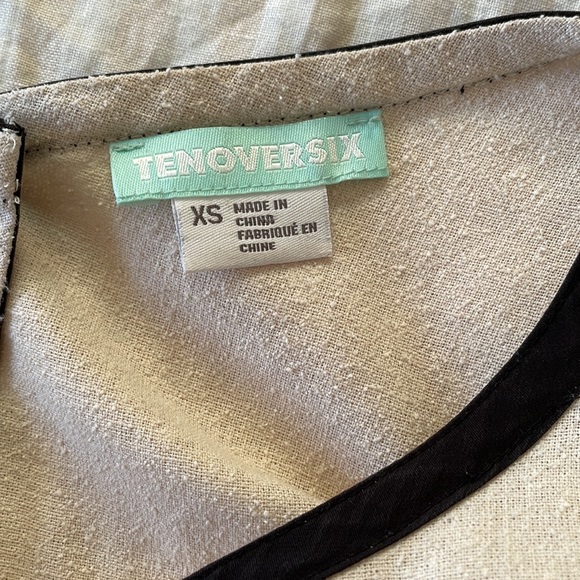 TENOVERSIX
XS
MADE IN
CHINA
FABRIQUÉ EN
CHINE